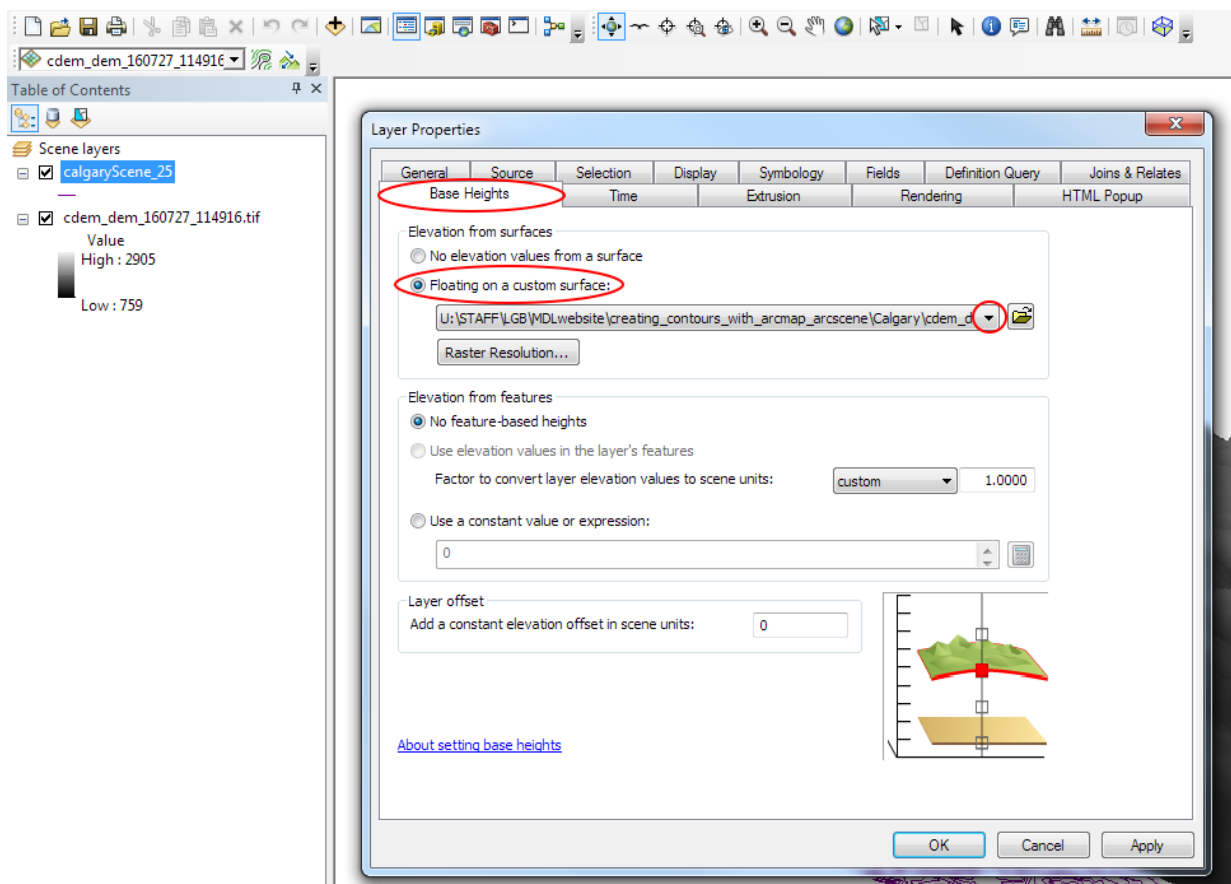 cdem_dem_160727_114916
Table of Contents
Scene layers
calgaryScene_25
cdem_dem_160727_114916.tif
Value
High : 2905
Low : 759
Layer Properties
General Source Selection Display Symbology Fields Definition Query Joins & Relates
Base Heights Time Extrusion Rendering HTML Popup
Elevation from surfaces
No elevation values from a surface
Floating on a custom surface:
U:\STAFF\LGB\MDLwebsite\creating_contours_with_arcmap_arcscene\Calgary\cdem_d
Raster Resolution...
Elevation from features
No feature-based heights
Use elevation values in the layer's features
Factor to convert layer elevation values to scene units: custom 1.0000
Use a constant value or expression:
0
Layer offset
Add a constant elevation offset in scene units: 0
About setting base heights
OK Cancel Apply